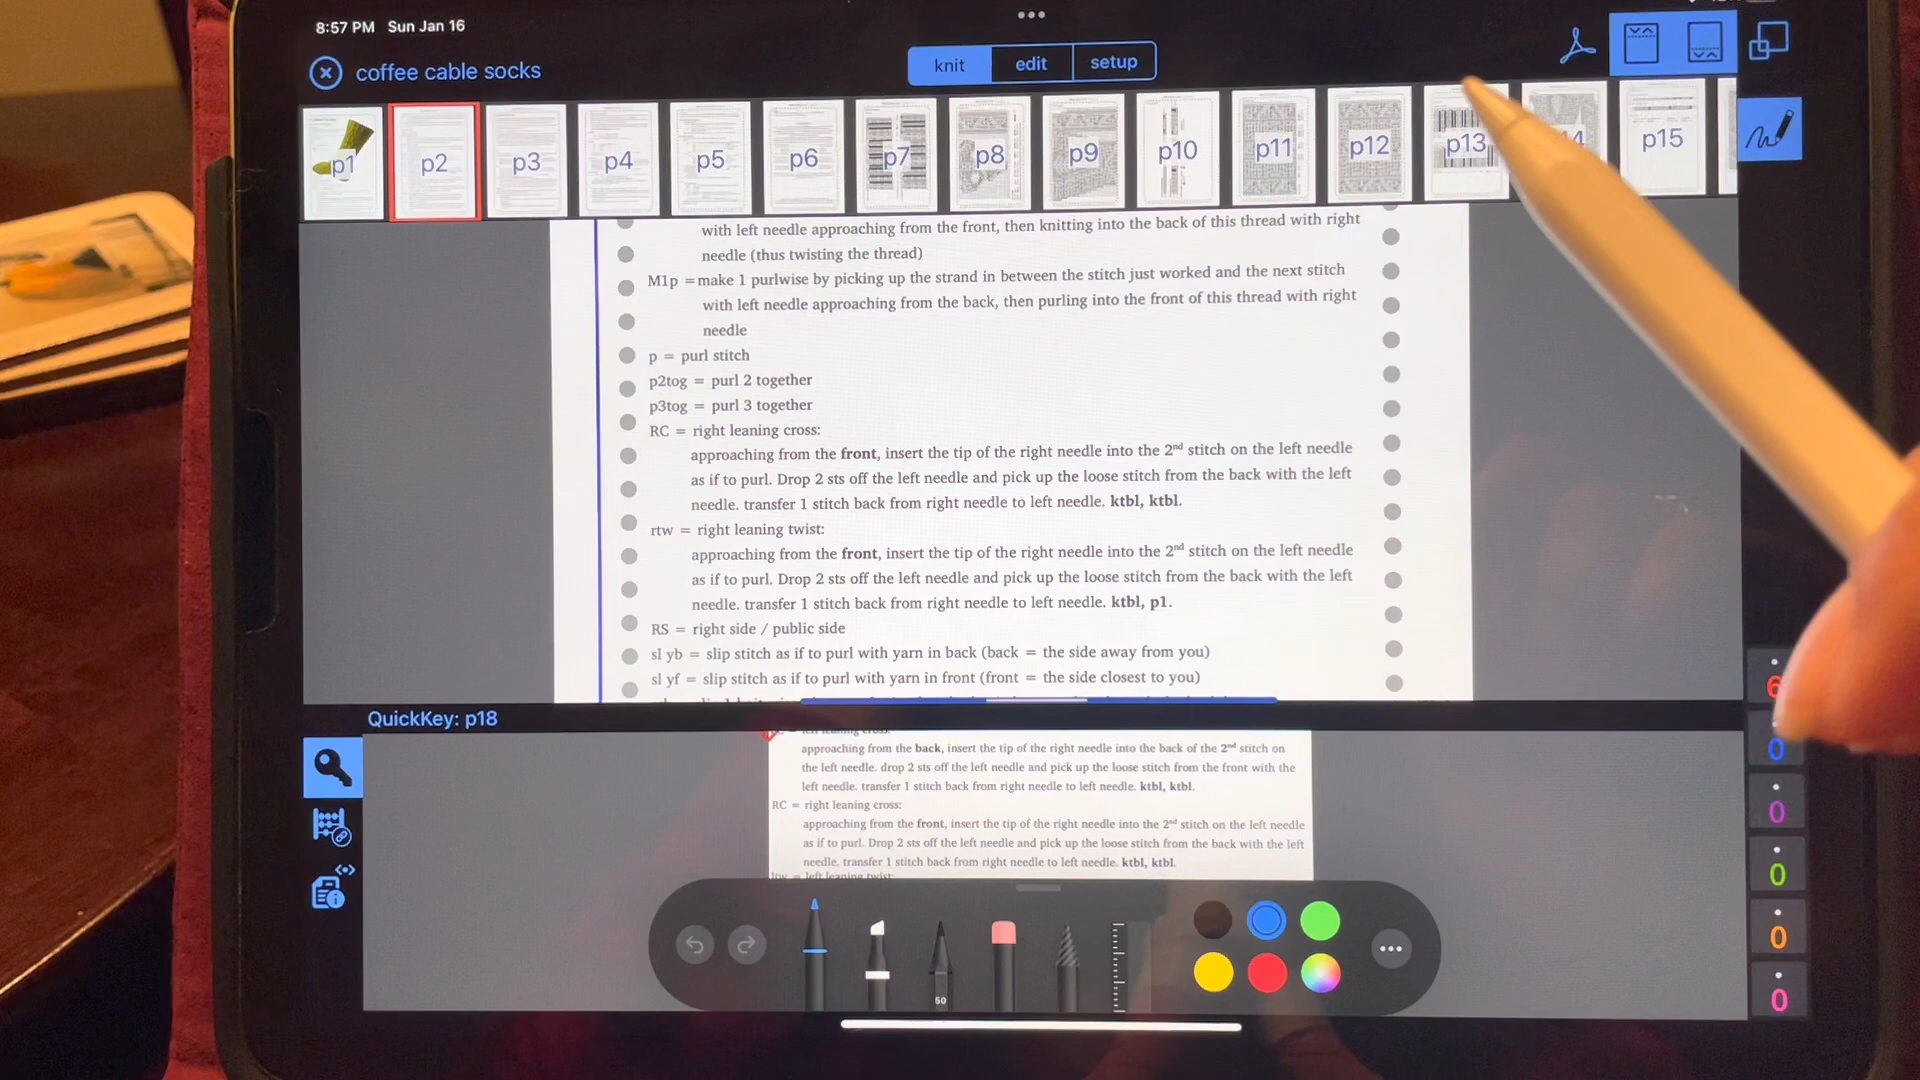 8:57 PM Sun Jan 16
coffee cable socks
knit edit setup
p1 p2 p3 p4 p5 p6 p7 p8 p9 p10 p11 p12 p13 p15
with left needle approaching from the front, then knitting into the back of this thread with right
needle (thus twisting the thread)
M1p =make 1 purlwise by picking up the strand in between the stitch just worked and the next stitch
with left needle approaching from the back, then purling into the front of this thread with right
needle
p = purl stitch
p2tog = purl 2 together
p3tog = purl 3 together
RC = right leaning cross:
approaching from the front, insert the tip of the right needle into the 2nd stitch on the left needle
as if to purl. Drop 2 sts off the left needle and pick up the loose stitch from the back with the left
needle. transfer 1 stitch back from right needle to left needle. ktbl, ktbl.
rtw = right leaning twist:
approaching from the front, insert the tip of the right needle into the 2nd stitch on the left needle
as if to purl. Drop 2 sts off the left needle and pick up the loose stitch from the back with the left
needle. transfer 1 stitch back from right needle to left needle. ktbl, p1.
RS = right side / public side
sl yb = slip stitch as if to purl with yarn in back (back = the side away from you)
sl yf = slip stitch as if to purl with yarn in front (front = the side closest to you)
QuickKey: p18
= left leaning cross:
approaching from the back, insert the tip of the right needle into the back of the 2nd stitch on
the left needle. drop 2 sts off the left needle and pick up the loose stitch from the front with the
left needle. transfer 1 stitch back from right needle to left needle. ktbl, ktbl.
RC = right leaning cross:
approaching from the front, insert the tip of the right needle into the 2nd stitch on the left needle
as if to purl. Drop 2 sts off the left needle and pick up the loose stitch from the back with the left
needle. transfer 1 stitch back from right needle to left needle. ktbl, ktbl.
ltw = left leaning twist:
50
6
0
0
0
0
0